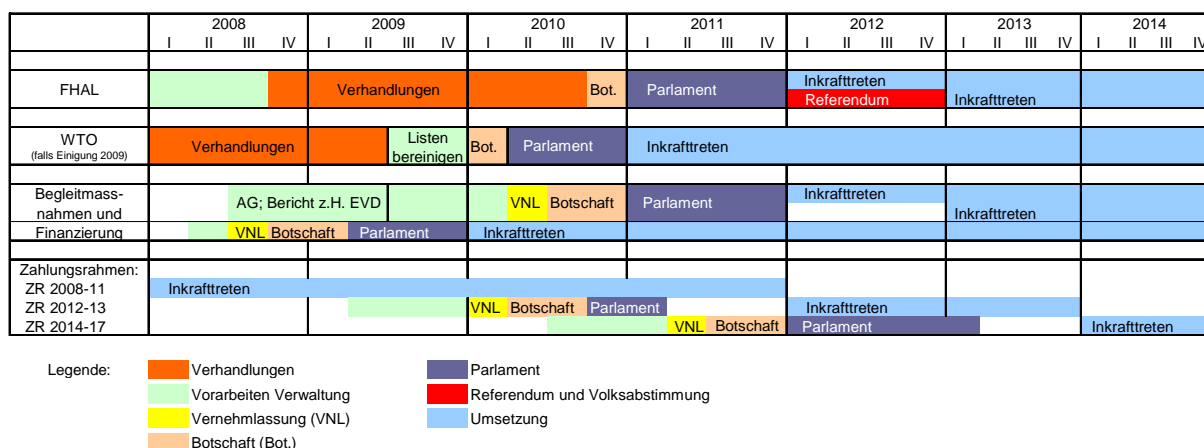 2008 2009 2010 2011 2012 2013 2014
I II III IV I II III IV I II III IV I II III IV I II III IV I II III IV I II III IV
FHAL Verhandlungen Bot. Parlament Inkrafttreten
Referendum Inkrafttreten
WTO
(falls Einigung 2009) Verhandlungen Listen bereinigen Bot. Parlament Inkrafttreten
Begleitmass- AG; Bericht z.H. EVD VNL Botschaft Parlament Inkrafttreten
nahmen und Inkrafttreten
Finanzierung VNL Botschaft Parlament Inkrafttreten
Zahlungsrahmen:
ZR 2008-11 Inkrafttreten
ZR 2012-13 VNL Botschaft Parlament Inkrafttreten
ZR 2014-17 VNL Botschaft Parlament Inkrafttreten
Legende: Verhandlungen Parlament
Vorarbeiten Verwaltung Referendum und Volksabstimmung
Vernehmlassung (VNL) Umsetzung
Botschaft (Bot.)